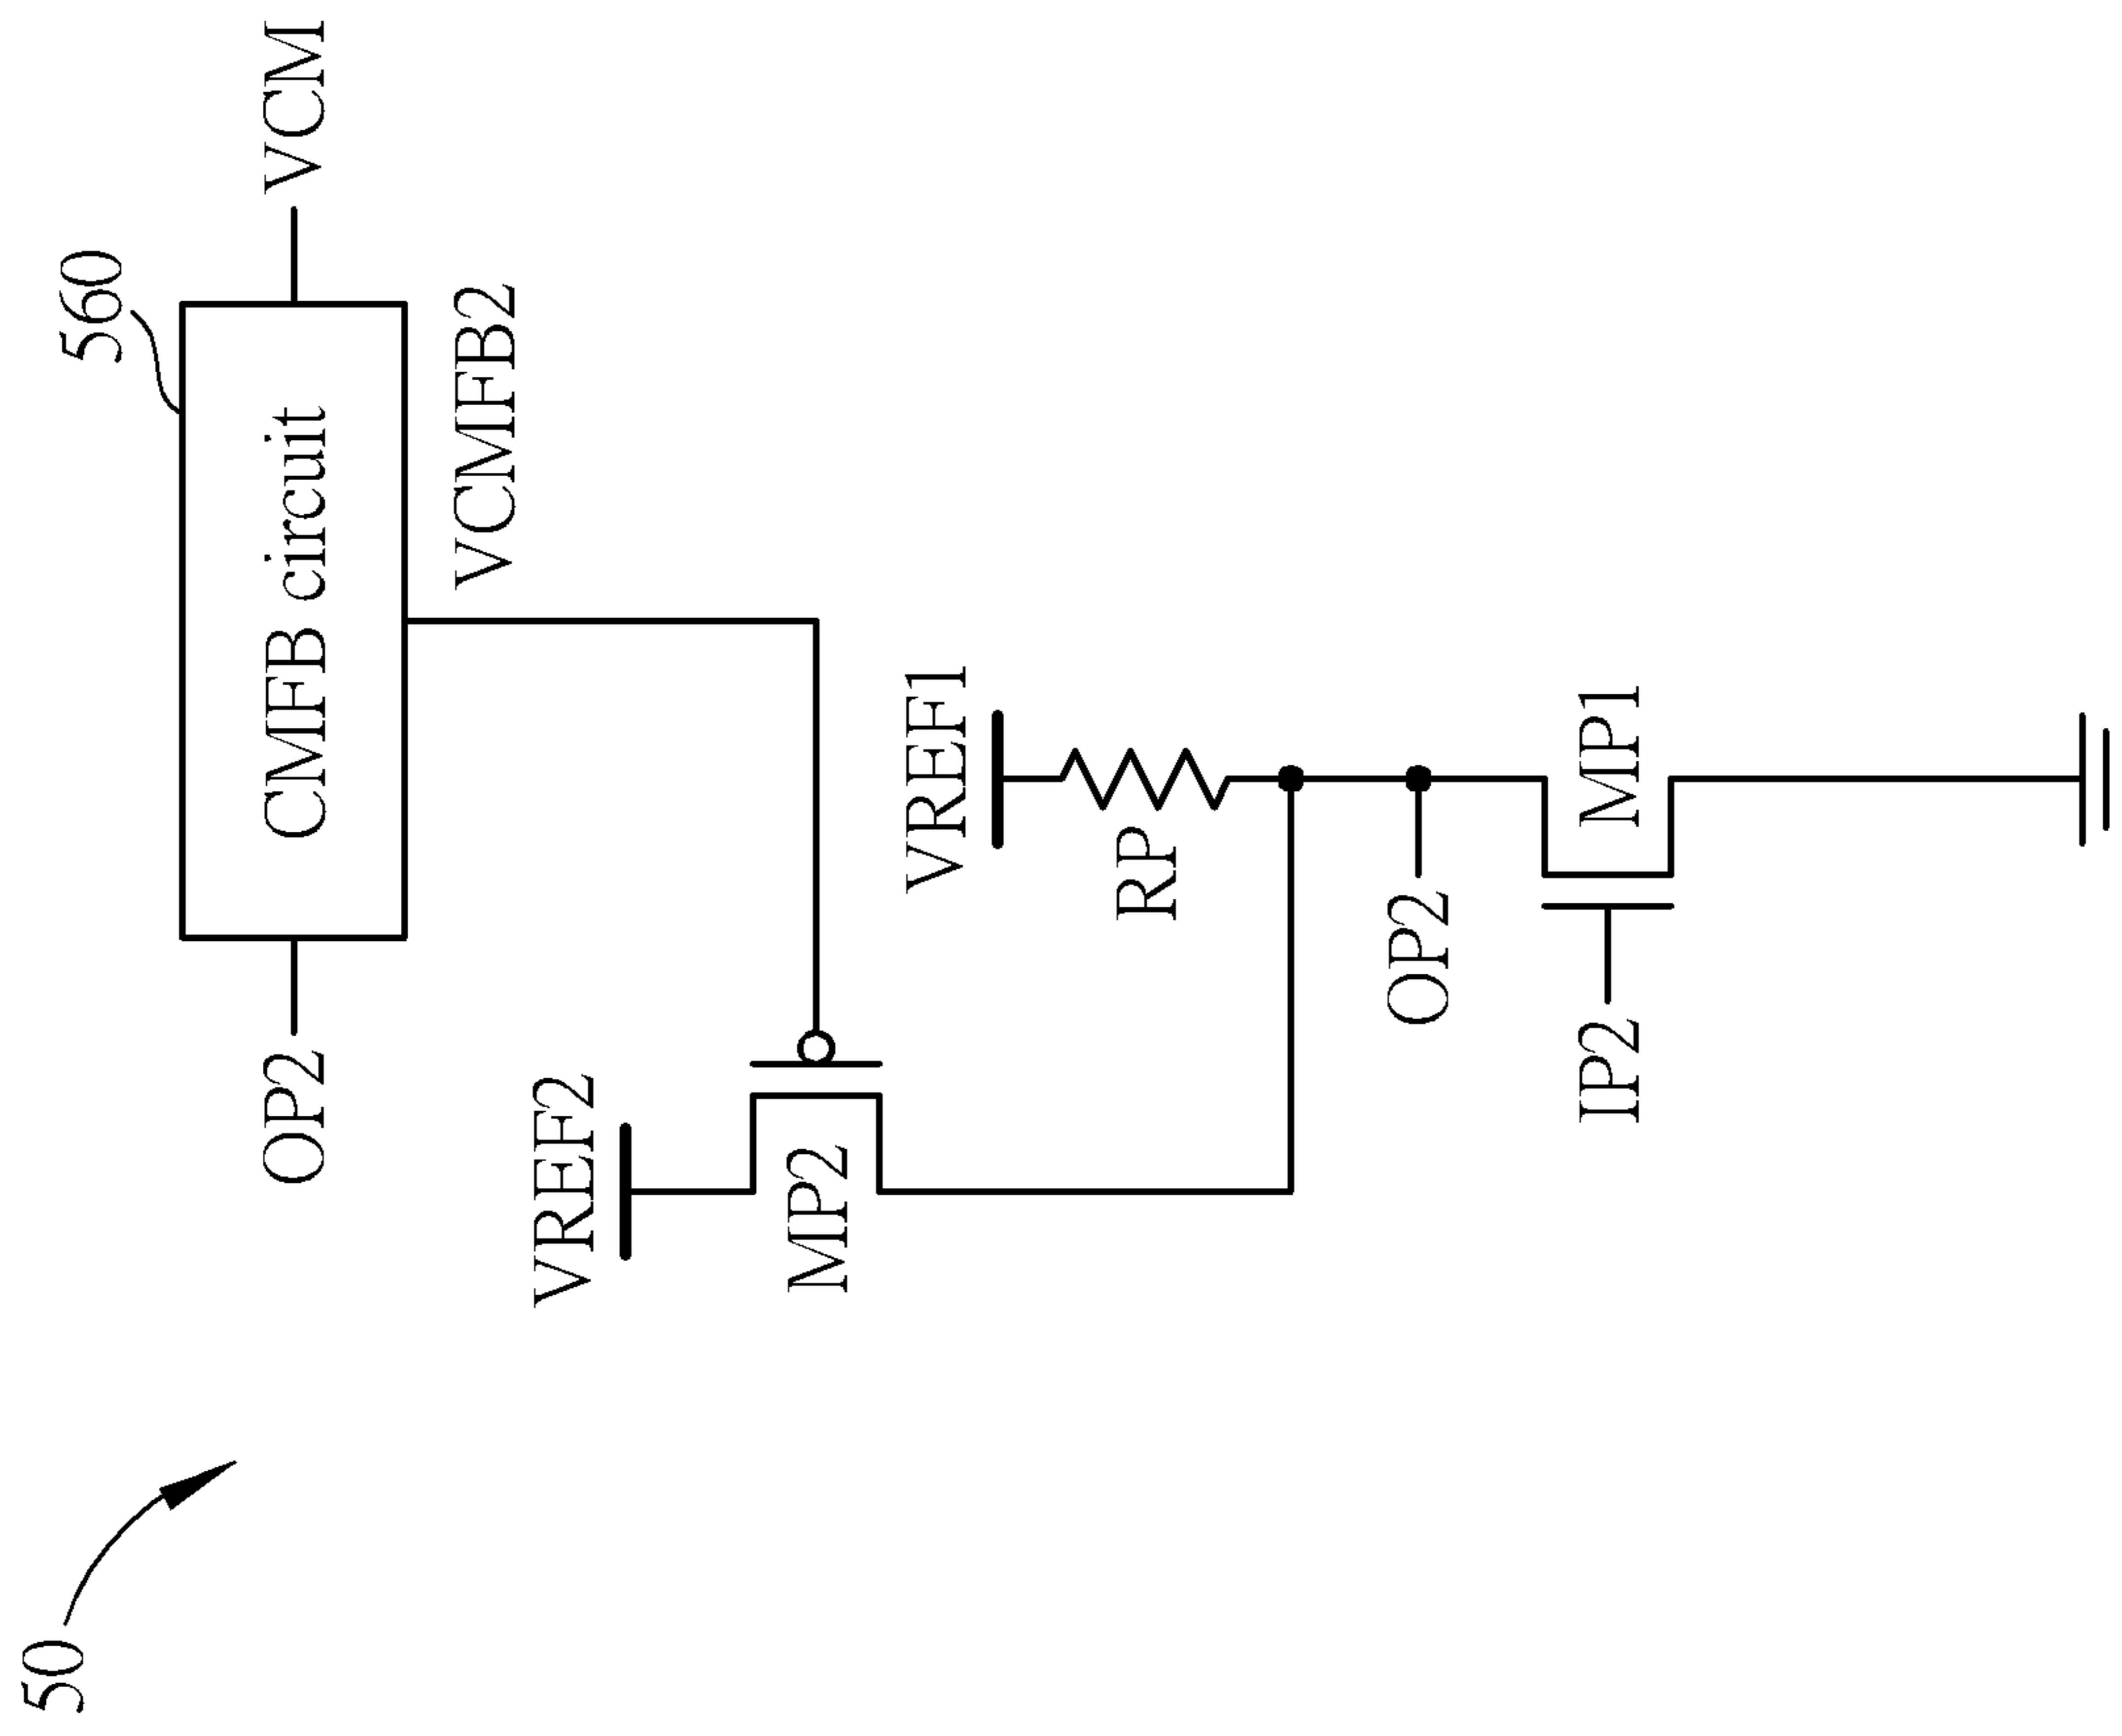 50
560
OP2
CMFB circuit
VCM
VCMFB2
VREF2
MP2
VREF1
RP
OP2
IP2
MP1